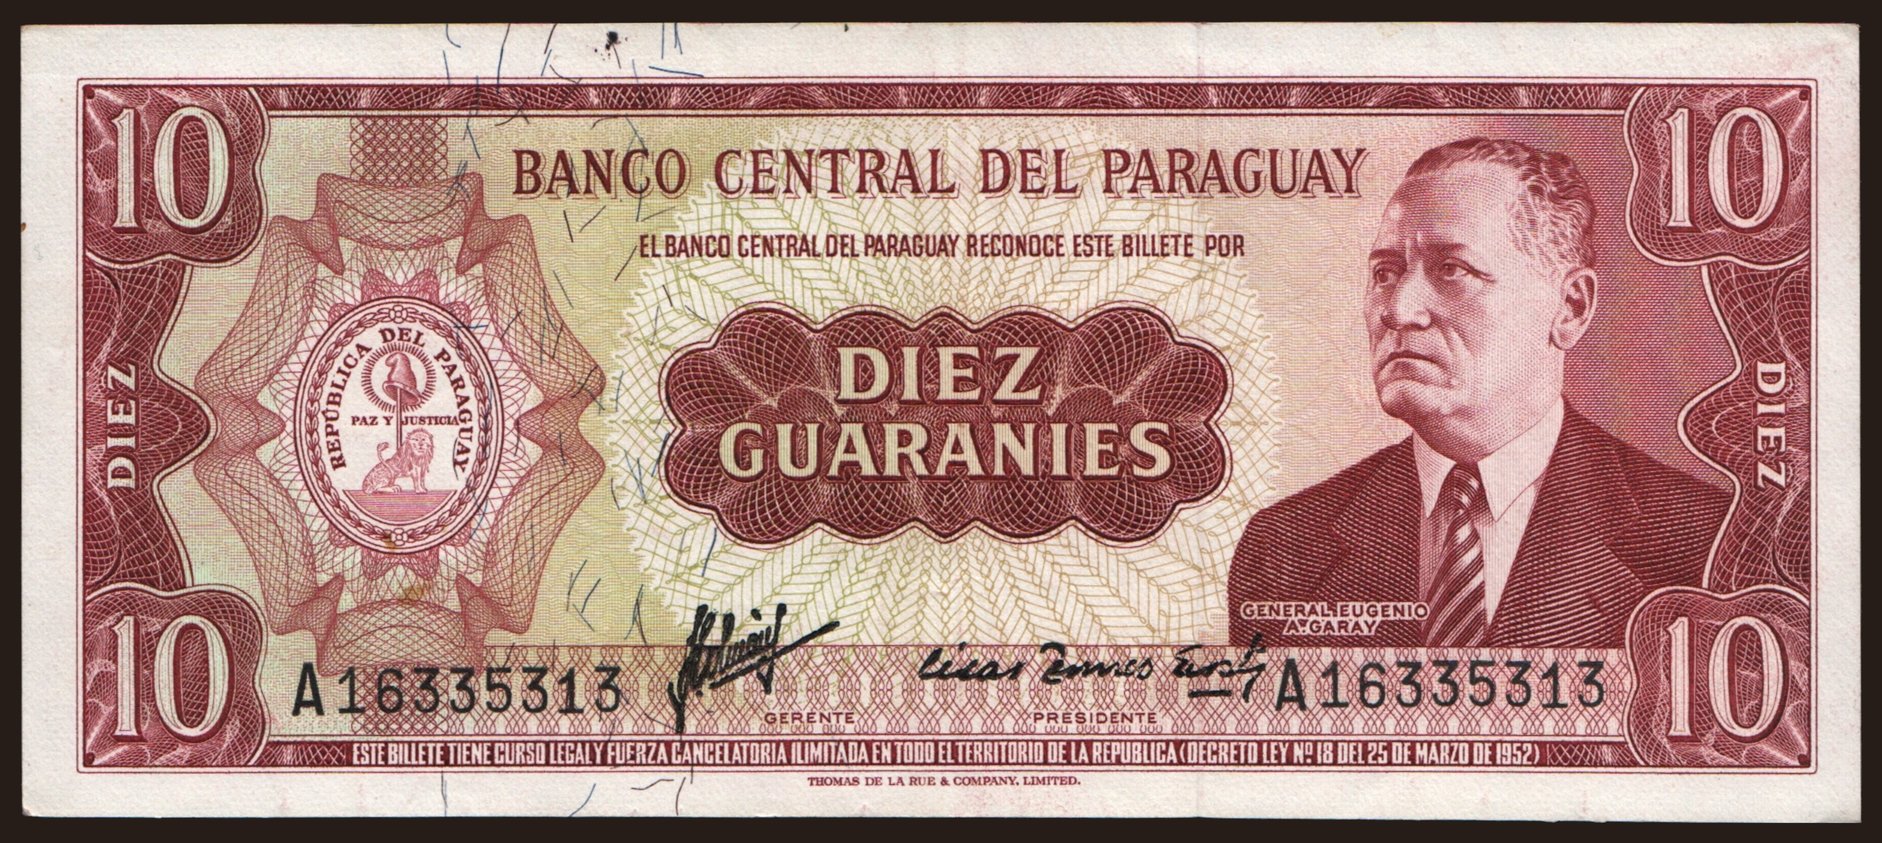 10
10
BANCO CENTRAL DEL PARAGUAY
EL BANCO CENTRAL DEL PARAGUAY RECONOCE ESTE BILLETE POR
REPÚBLICA DEL PARAGUAY
PAZ Y JUSTICIA
DIEZ
DIEZ
GUARANIES
DIEZ
GENERAL EUGENIO
A. GARAY
10
10
A16335313
A16335313
GERENTE
PRESIDENTE
ESTE BILLETE TIENE CURSO LEGAL Y FUERZA CANCELATORIA ILIMITADA EN TODO EL TERRITORIO DE LA REPUBLICA (DECRETO LEY Nº 18 DEL 25 DE MARZO DE 1952)
THOMAS DE LA RUE & COMPANY, LIMITED.